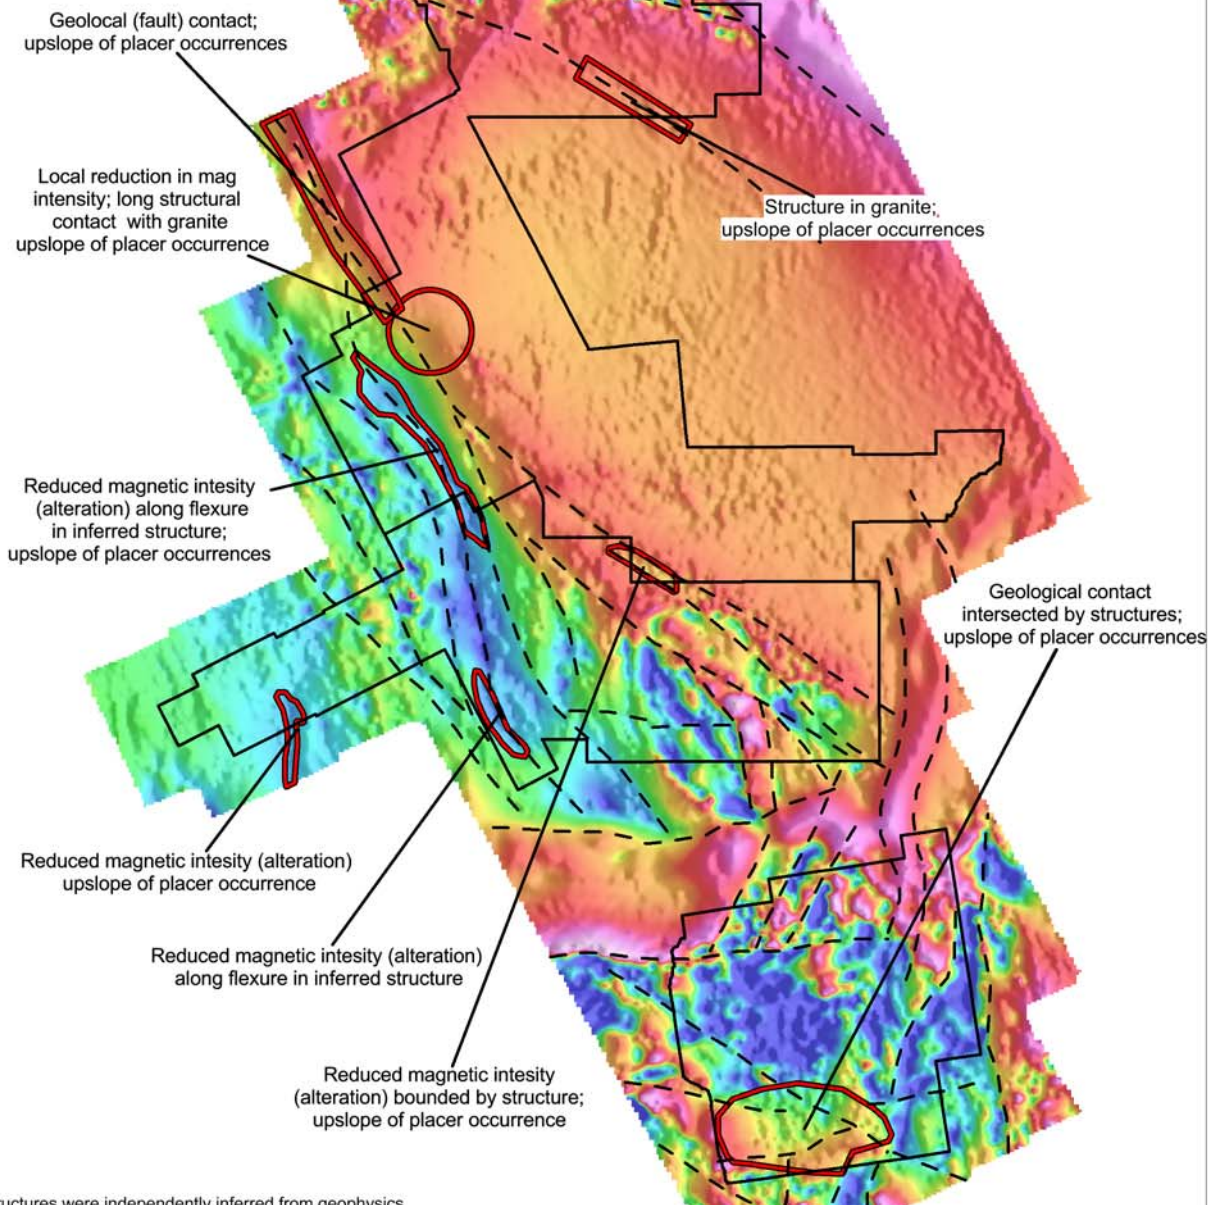 Geolocal (fault) contact;
upslope of placer occurrences
Local reduction in mag
intensity; long structural
contact with granite
upslope of placer occurrence
Structure in granite;
upslope of placer occurrences
Reduced magnetic intesity
(alteration) along flexure
in inferred structure;
upslope of placer occurrences
Geological contact
intersected by structures;
upslope of placer occurrences
Reduced magnetic intesity (alteration)
upslope of placer occurrence
Reduced magnetic intesity (alteration)
along flexure in inferred structure
Reduced magnetic intesity
(alteration) bounded by structure;
upslope of placer occurrence
were independently inferred from geophysics